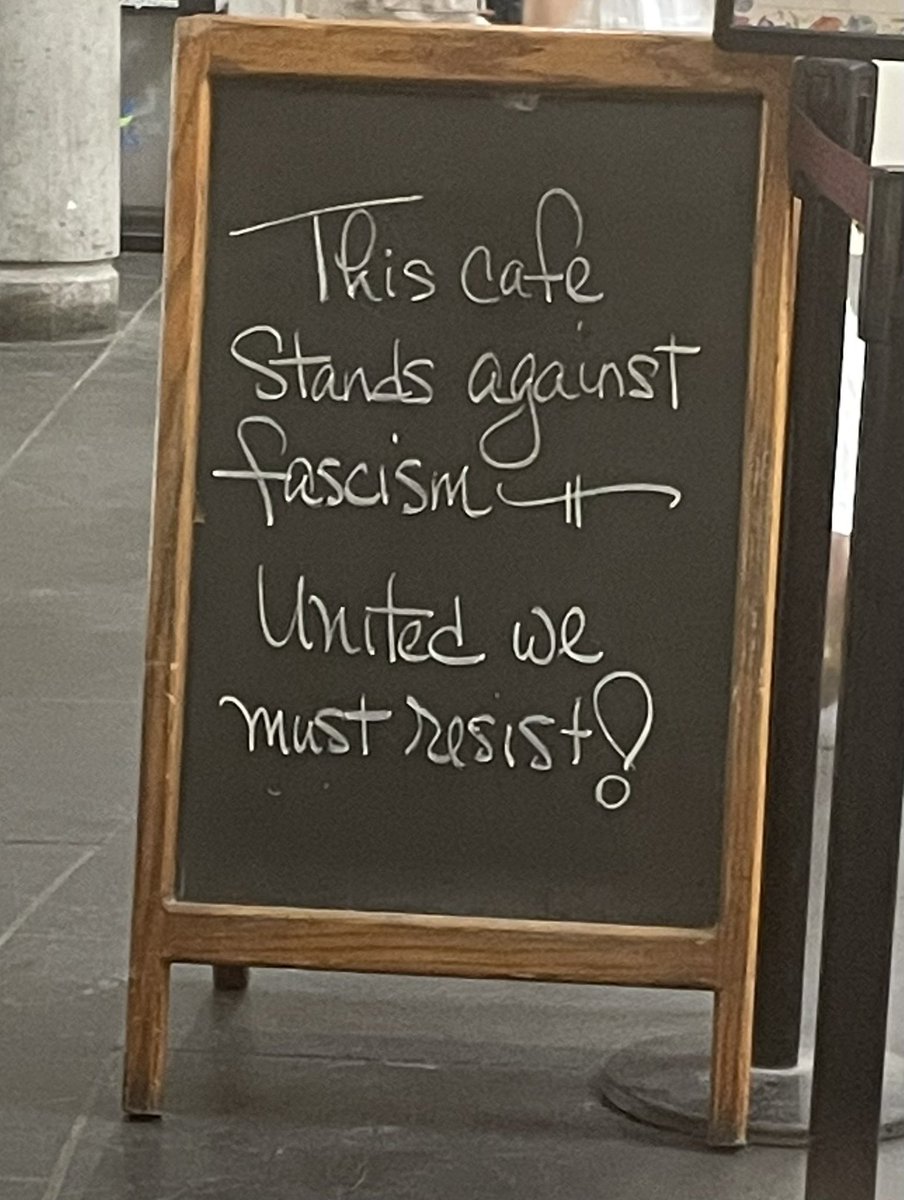 This cafe
Stands against
fascism
United we
must resist!